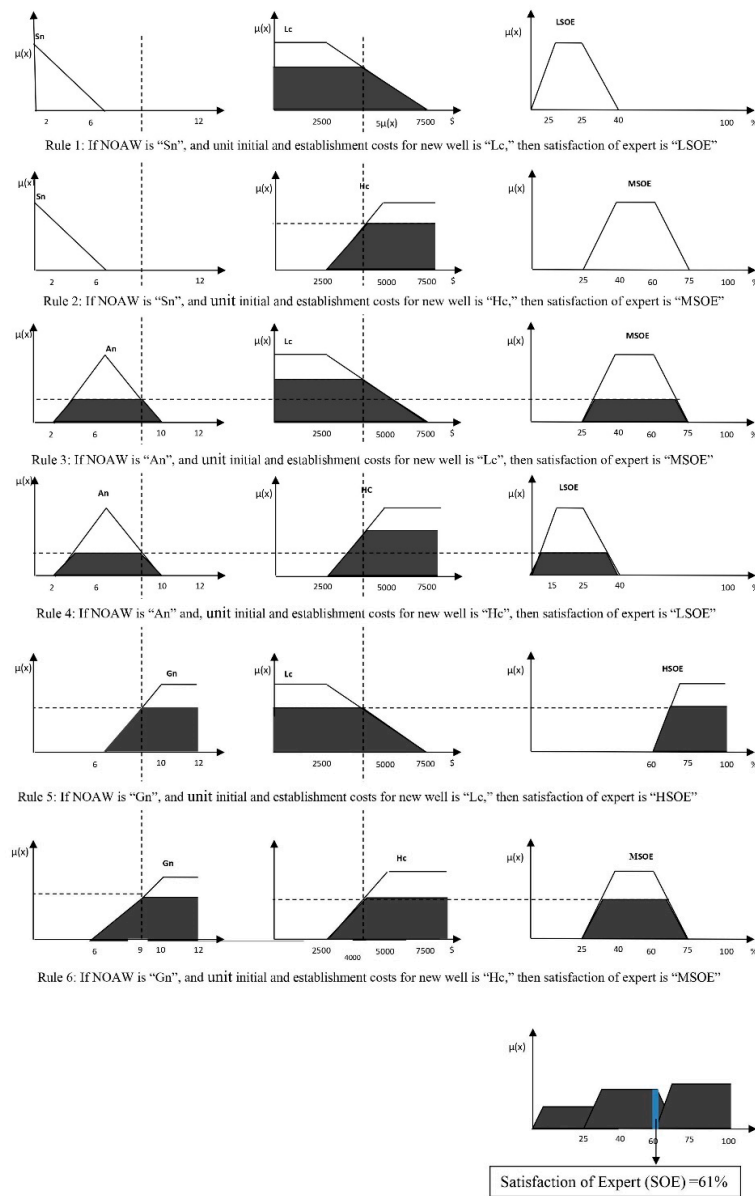 Sn
μ(x)
2 6 12
Lc
2500 5μ(x) 7500 $
LSOE
25 25 40 100 %
Rule 1: If NOAW is “Sn”, and unit initial and establishment costs for new well is “Lc,” then satisfaction of expert is “LSOE”
μ(x)
Sn
2 6 12
Hc
2500 5000 7500 $
MSOE
25 40 60 75 100 %
Rule 2: If NOAW is “Sn”, and unit initial and establishment costs for new well is “Hc,” then satisfaction of expert is “MSOE”
μ(x)
An
2 6 10 12
μ(x)
Lc
2500 5000 7500 $
μ(x)
MSOE
25 40 60 75 100 %
Rule 3: If NOAW is “An”, and unit initial and establishment costs for new well is “Lc”, then satisfaction of expert is “MSOE”
μ(x)
An
2 6 10 12
μ(x)
HC
2500 5000 7500 $
μ(x)
LSOE
15 25 40 100 %
Rule 4: If NOAW is “An” and, unit initial and establishment costs for new well is “Hc”, then satisfaction of expert is “LSOE”
μ(x)
Gn
6 10 12
μ(x)
Lc
2500 5000 7500 $
μ(x)
HSOE
60 75 100 %
Rule 5: If NOAW is “Gn”, and unit initial and establishment costs for new well is “Lc,” then satisfaction of expert is “HSOE”
μ(x)
Gn
6 9 10 12
μ(x)
Hc
2500 5000 7500 $
4000
μ(x)
MSOE
25 40 60 75 100 %
Rule 6: If NOAW is “Gn”, and unit initial and establishment costs for new well is “Hc,” then satisfaction of expert is “MSOE”
μ(x)
25 40 60 75 100 %
Satisfaction of Expert (SOE) =61%